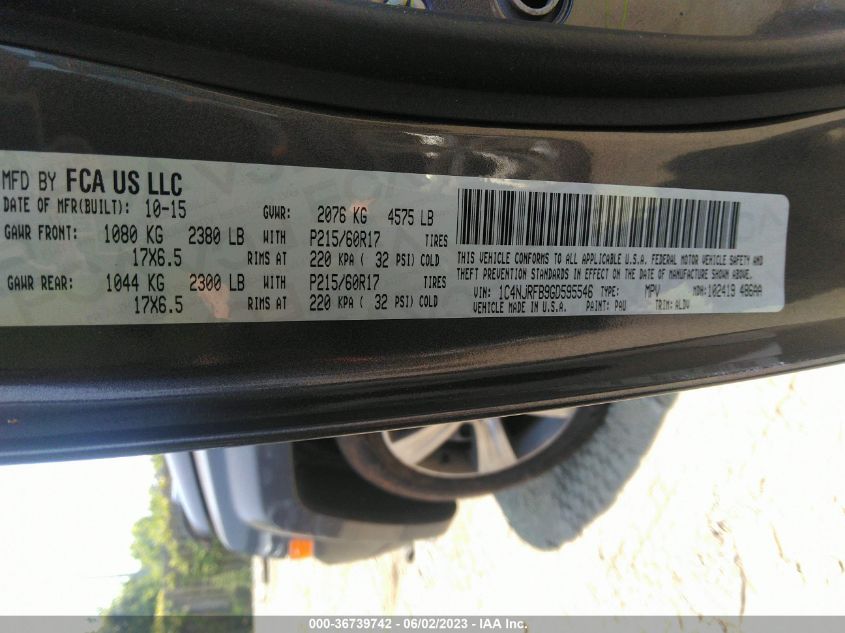 MFD BY FCA US LLC
DATE OF MFR(BUILT): 10-15 GVWR: 2076 KG 4575 LB
GAWR FRONT: 1080 KG 2380 LB WITH P215/60R17 TIRES
17X6.5 RIMS AT 220 KPA ( 32 PSI) COLD
GAWR REAR: 1044 KG 2300 LB WITH P215/60R17 TIRES
17X6.5 RIMS AT 220 KPA ( 32 PSI) COLD
THIS VEHICLE CONFORMS TO ALL APPLICABLE U.S.A. FEDERAL MOTOR VEHICLE SAFETY AND
THEFT PREVENTION STANDARDS IN EFFECT ON THE DATE OF MANUFACTURE SHOWN ABOVE.
VIN: 1C4NJRFB9GD595546 TYPE: MPV MDH: 102419 486AA
VEHICLE MADE IN U.S.A. PAINT: PAU TRIM: ALDV
000-36739742 - 06/02/2023 - IAA Inc.